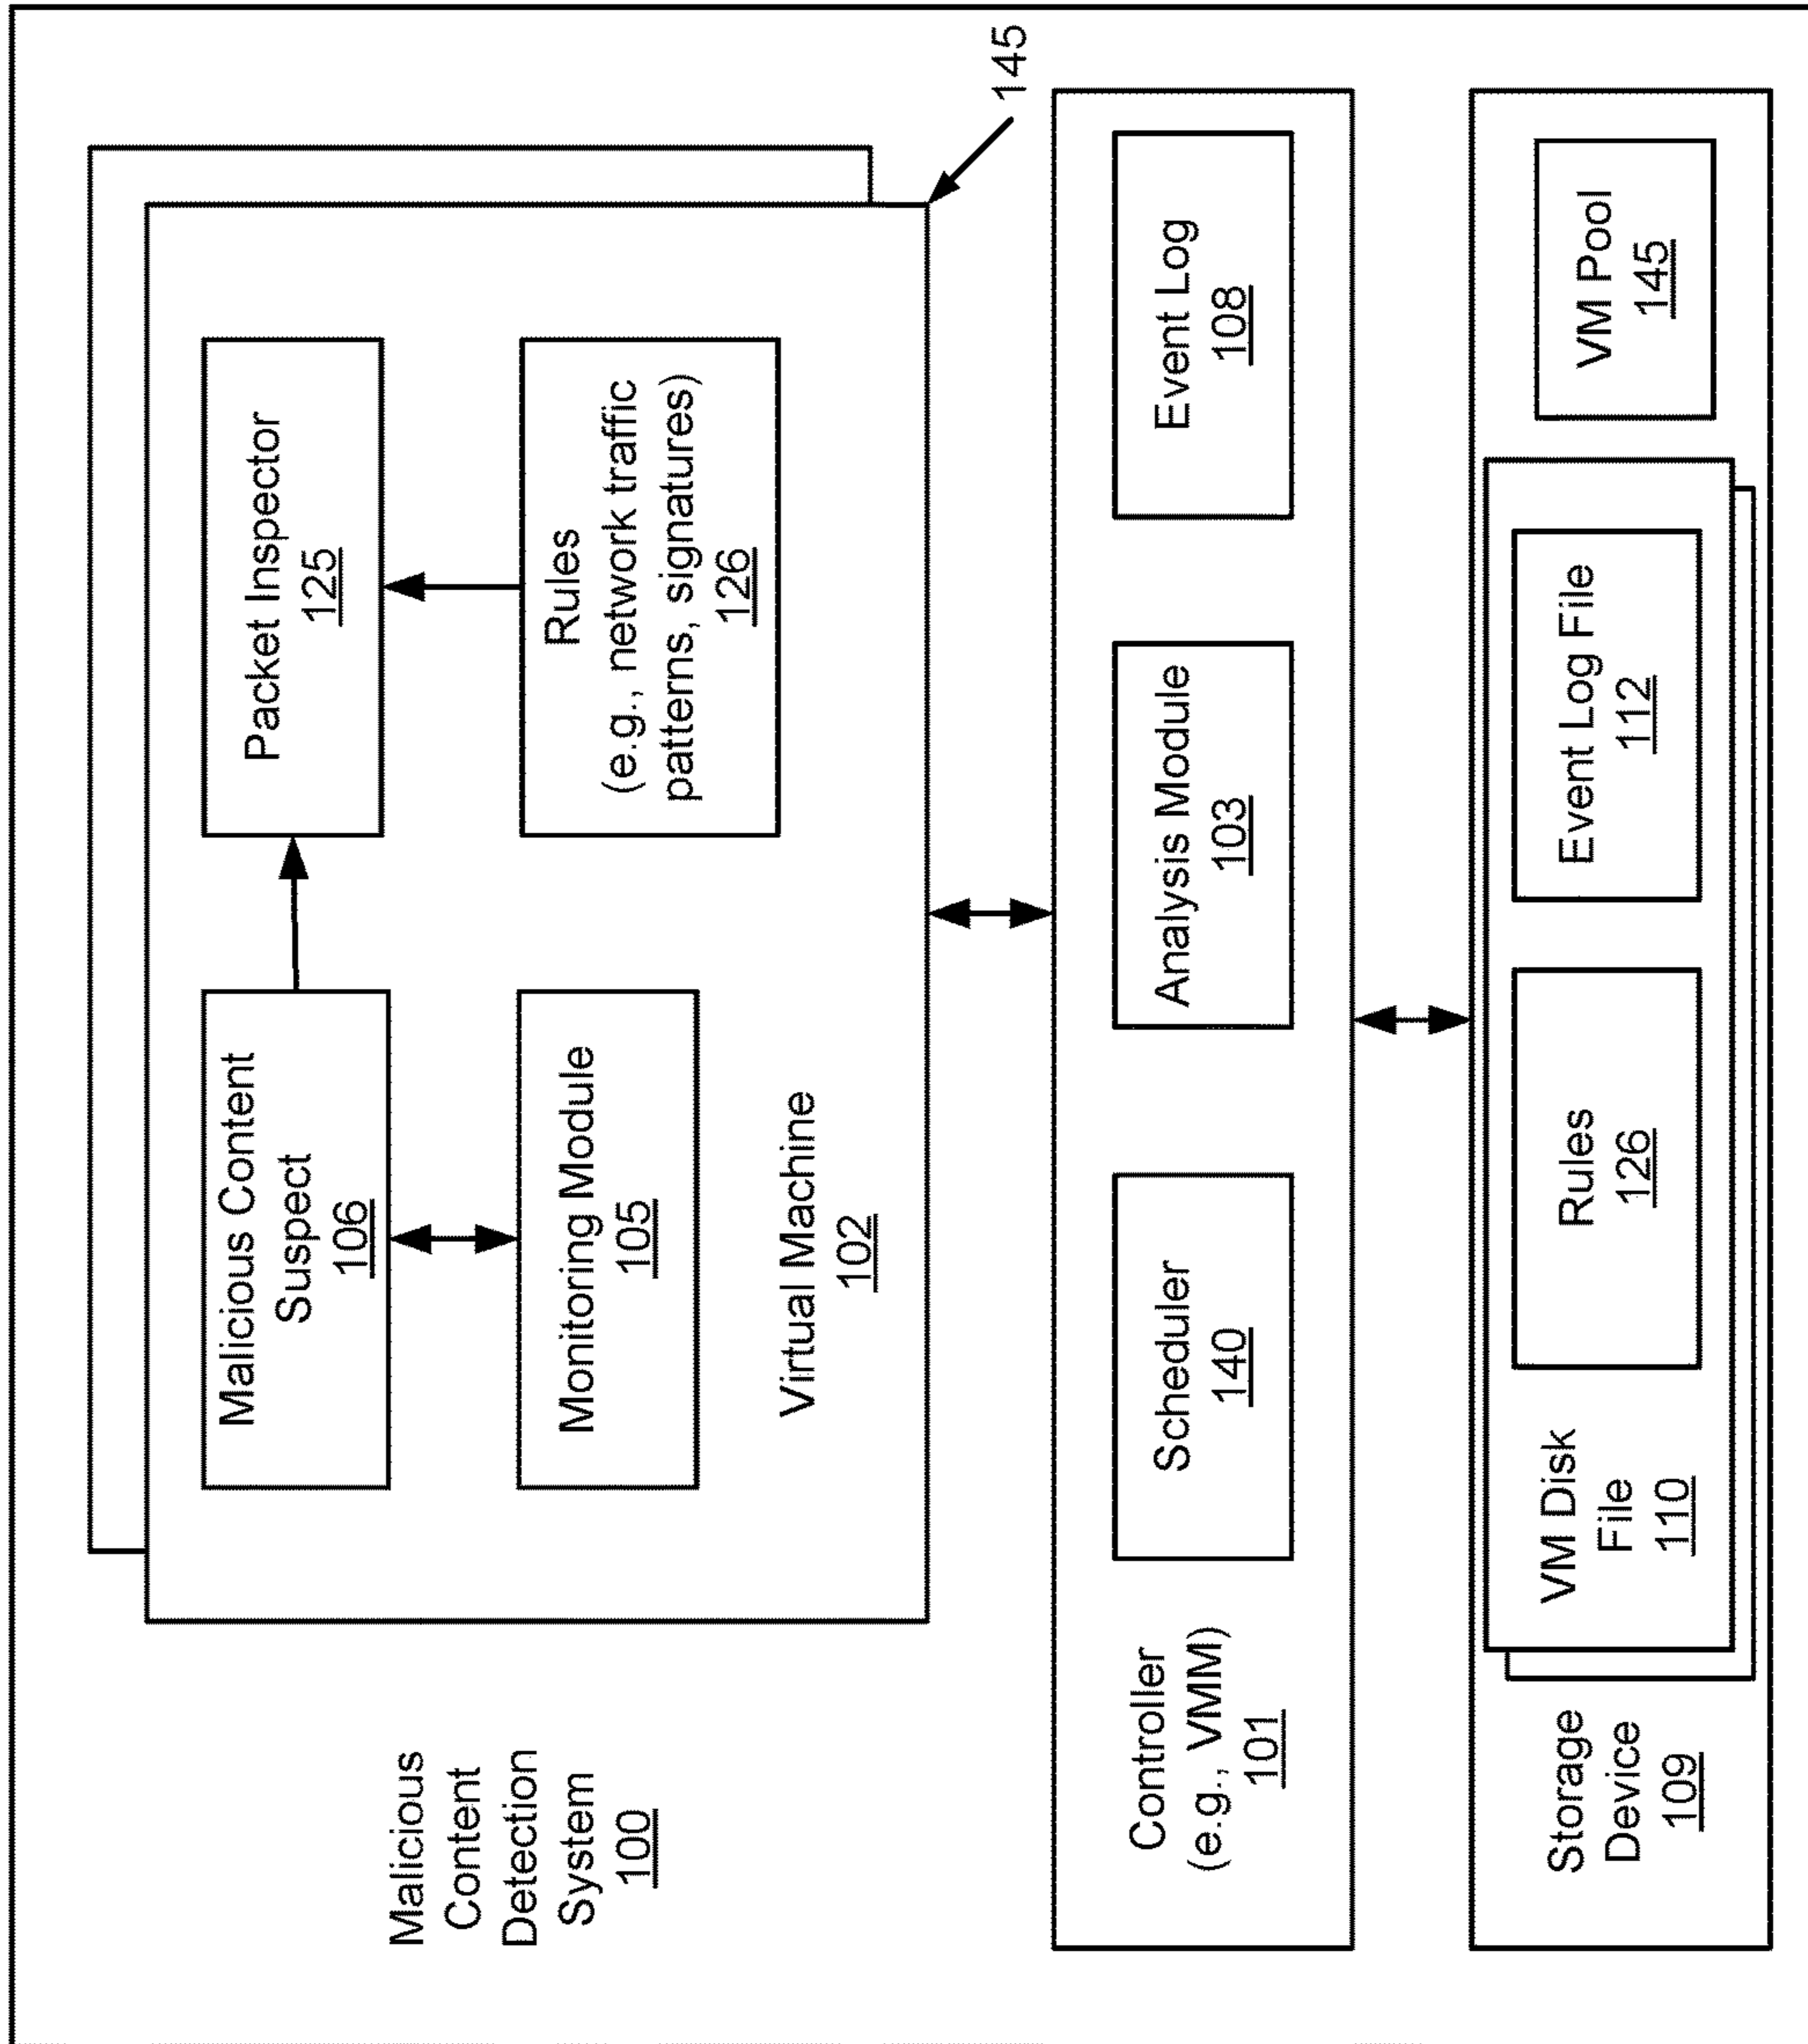 Malicious
Content
Detection
System
100
Malicious Content
Suspect
106
Packet Inspector
125
Monitoring Module
105
Rules
(e.g., network traffic
patterns, signatures)
126
Virtual Machine
102
145
Controller
(e.g., VMM)
101
Scheduler
140
Analysis Module
103
Event Log
108
Storage
Device
109
VM Disk
File
110
Rules
126
Event Log File
112
VM Pool
145